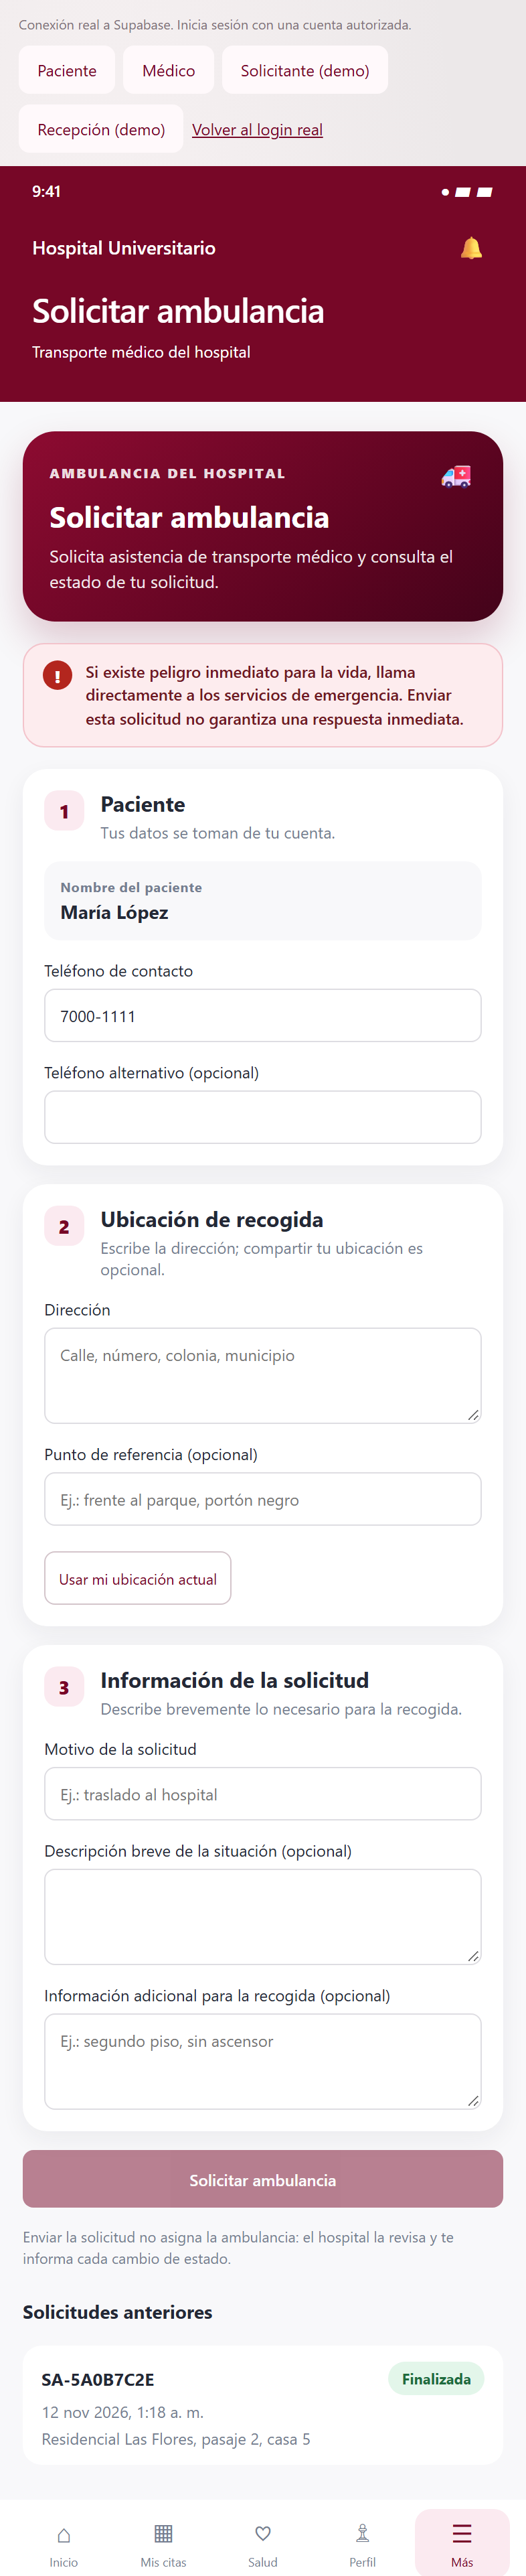 Conexión real a Supabase. Inicia sesión con una cuenta autorizada.
Paciente
Médico
Solicitante (demo)
Recepción (demo)
Volver al login real
9:41
Hospital Universitario
Solicitar ambulancia
Transporte médico del hospital
AMBULANCIA DEL HOSPITAL
Solicitar ambulancia
Solicita asistencia de transporte médico y consulta el
estado de tu solicitud.
!
Si existe peligro inmediato para la vida, llama
directamente a los servicios de emergencia. Enviar
esta solicitud no garantiza una respuesta inmediata.
1
Paciente
Tus datos se toman de tu cuenta.
Nombre del paciente
María López
Teléfono de contacto
7000-1111
Teléfono alternativo (opcional)
2
Ubicación de recogida
Escribe la dirección; compartir tu ubicación es
opcional.
Dirección
Calle, número, colonia, municipio
Punto de referencia (opcional)
Ej.: frente al parque, portón negro
Usar mi ubicación actual
3
Información de la solicitud
Describe brevemente lo necesario para la recogida.
Motivo de la solicitud
Ej.: traslado al hospital
Descripción breve de la situación (opcional)
Información adicional para la recogida (opcional)
Ej.: segundo piso, sin ascensor
Solicitar ambulancia
Enviar la solicitud no asigna la ambulancia: el hospital la revisa y te
informa cada cambio de estado.
Solicitudes anteriores
SA-5A0B7C2E
Finalizada
12 nov 2026, 1:18 a. m.
Residencial Las Flores, pasaje 2, casa 5
Inicio
Mis citas
Salud
Perfil
Más